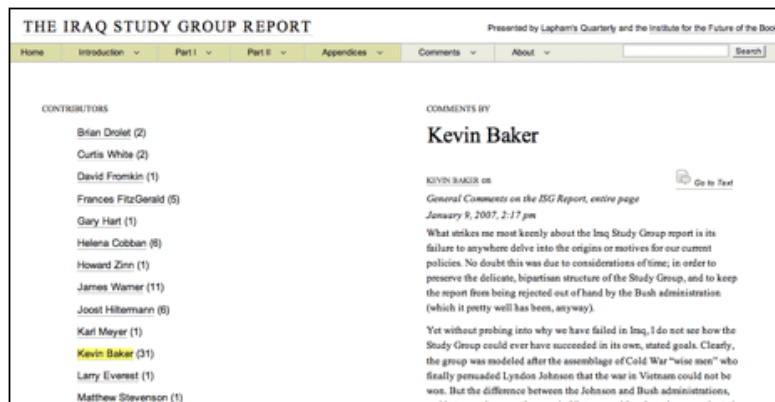 THE IRAQ STUDY GROUP REPORT
Presented by Lapham's Quarterly and the Institute for the Future of the Book
Home Introduction Part I Part II Appendices Comments About Search
CONTRIBUTORS
Brian Drolet (2)
Curtis White (2)
David Fromkin (1)
Frances FitzGerald (5)
Gary Hart (1)
Helena Cobban (6)
Howard Zinn (1)
James Warner (11)
Joost Hiltermann (6)
Karl Meyer (1)
Kevin Baker (31)
Larry Everest (1)
Matthew Stevenson (1)
COMMENTS BY
Kevin Baker
KEVIN BAKER on
Go to Text
General Comments on the ISG Report, entire page
January 9, 2007, 2:17 pm
What strikes me most keenly about the Iraq Study Group report is its
failure to anywhere delve into the origins or motives for our current
policies. No doubt this was due to considerations of time; in order to
preserve the delicate, bipartisan structure of the Study Group, and to keep
the report from being rejected out of hand by the Bush administration
(which it pretty well has been, anyway).
Yet without probing into why we have failed in Iraq, I do not see how the
Study Group could ever have succeeded in its own, stated goals. Clearly,
the group was modeled after the assemblage of Cold War "wise men" who
finally persuaded Lyndon Johnson that the war in Vietnam could not be
won. But the difference between the Johnson and Bush administrations,